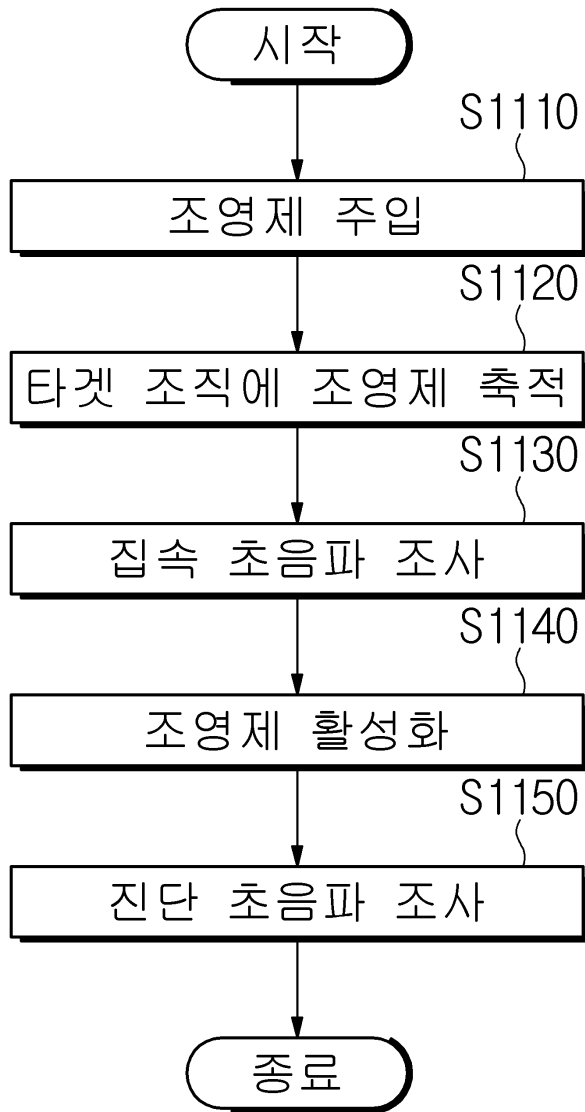 시작
S1110
조영제 주입
S1120
타겟 조직에 조영제 축적
S1130
집속 초음파 조사
S1140
조영제 활성화
S1150
진단 초음파 조사
종료